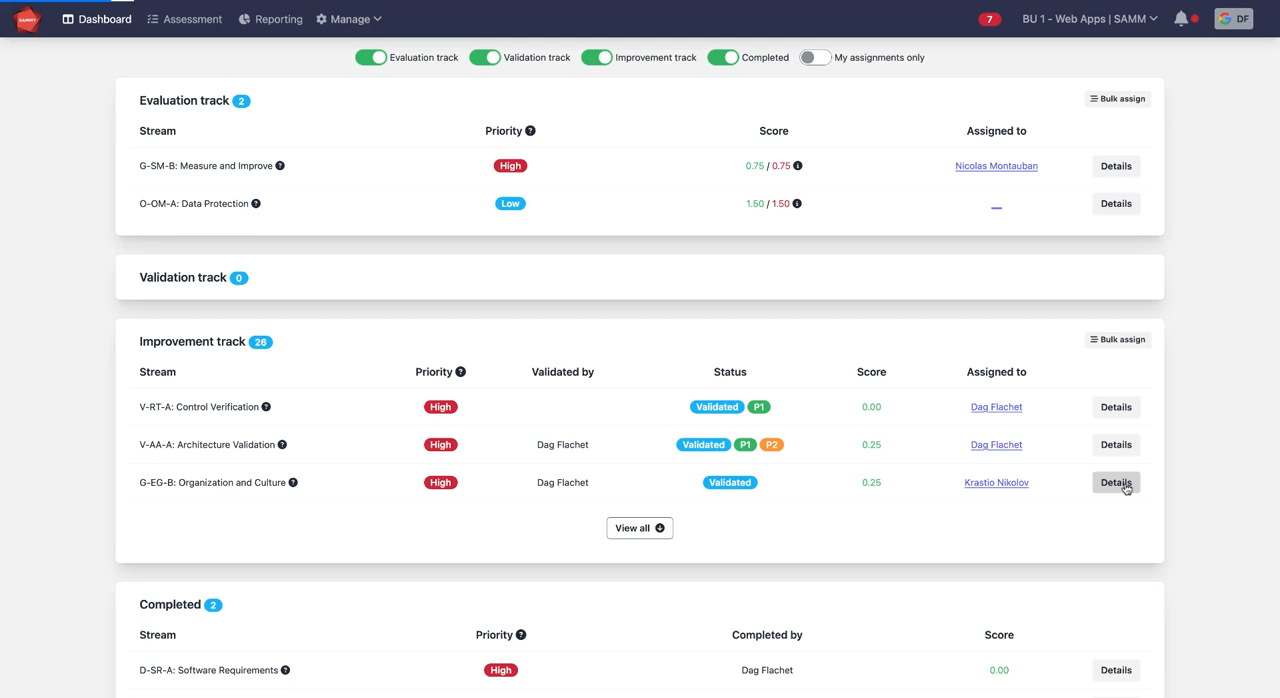 SAMMY Dashboard Assessment Reporting Manage 7 BU 1 - Web Apps | SAMM DF
Evaluation track Validation track Improvement track Completed My assignments only
Evaluation track 2 Bulk assign
Stream Priority Score Assigned to
G-SM-B: Measure and Improve High 0.75 / 0.75 Nicolas Montauban Details
O-OM-A: Data Protection Low 1.50 / 1.50 — Details
Validation track 0
Improvement track 26 Bulk assign
Stream Priority Validated by Status Score Assigned to
V-RT-A: Control Verification High Validated P1 0.00 Dag Flachet Details
V-AA-A: Architecture Validation High Dag Flachet Validated P1 P2 0.25 Dag Flachet Details
G-EG-B: Organization and Culture High Dag Flachet Validated 0.25 Krastio Nikolov Details
View all
Completed 2
Stream Priority Completed by Score
D-SR-A: Software Requirements High Dag Flachet 0.00 Details